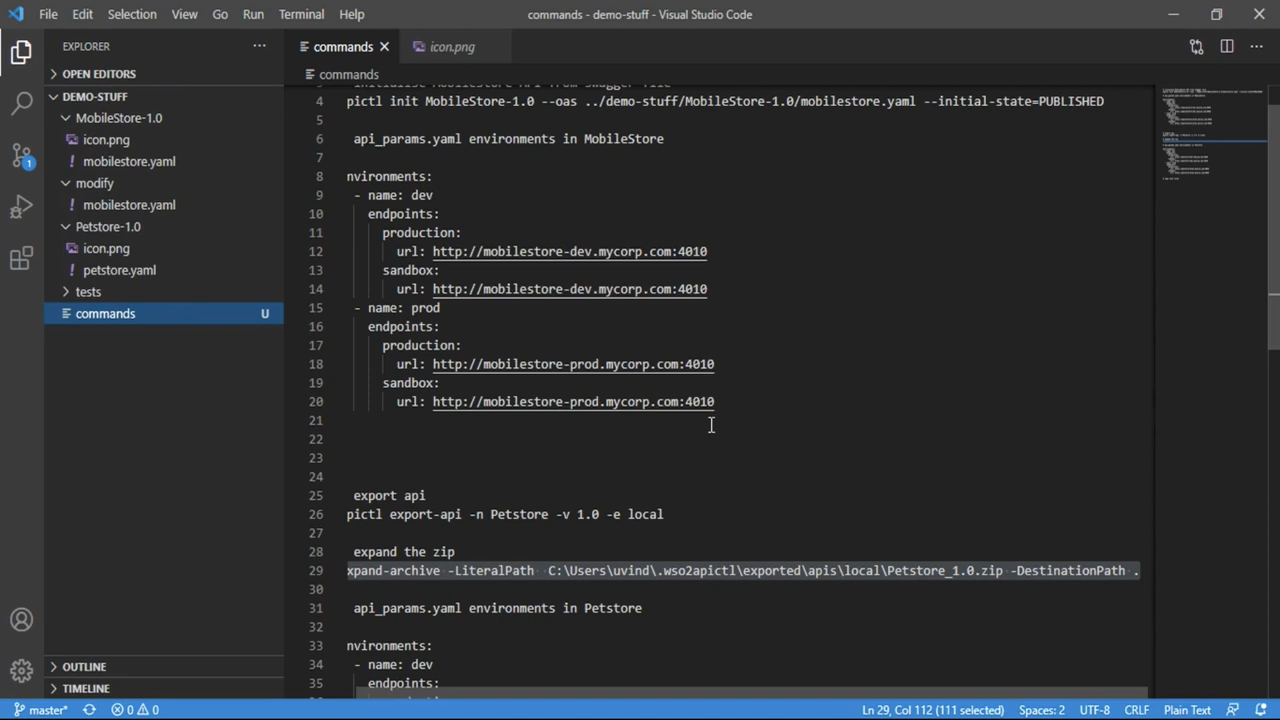 File Edit Selection View Go Run Terminal Help commands - demo-stuff - Visual Studio Code
EXPLORER
OPEN EDITORS
DEMO-STUFF
MobileStore-1.0
icon.png
mobilestore.yaml
modify
mobilestore.yaml
Petstore-1.0
icon.png
petstore.yaml
tests
commands U
1
OUTLINE
TIMELINE
commands icon.png
commands
4 pictl init MobileStore-1.0 --oas ../demo-stuff/MobileStore-1.0/mobilestore.yaml --initial-state=PUBLISHED
5
6 api_params.yaml environments in MobileStore
7
8 nvironments:
9 - name: dev
10 endpoints:
11 production:
12 url: http://mobilestore-dev.mycorp.com:4010
13 sandbox:
14 url: http://mobilestore-dev.mycorp.com:4010
15 - name: prod
16 endpoints:
17 production:
18 url: http://mobilestore-prod.mycorp.com:4010
19 sandbox:
20 url: http://mobilestore-prod.mycorp.com:4010
21
22
23
24
25 export api
26 pictl export-api -n Petstore -v 1.0 -e local
27
28 expand the zip
29 xpand-archive -LiteralPath C:\Users\uvind\.wso2apictl\exported\apis\local\Petstore_1.0.zip -DestinationPath .
30
31 api_params.yaml environments in Petstore
32
33 nvironments:
34 - name: dev
35 endpoints:
master* 0 0 Ln 29, Col 112 (111 selected) Spaces: 2 UTF-8 CRLF Plain Text